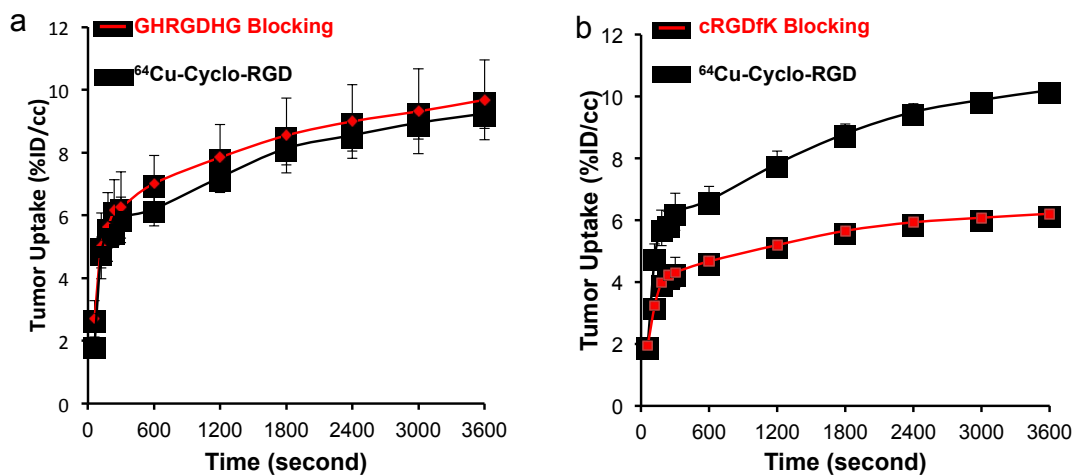 a
GHRGDHG Blocking
⁶⁴Cu-Cyclo-RGD
Tumor Uptake (%ID/cc)
12
10
8
6
4
2
0
0 600 1200 1800 2400 3000 3600
Time (second)
b
cRGDfK Blocking
⁶⁴Cu-Cyclo-RGD
Tumor Uptake (%ID/cc)
12
10
8
6
4
2
0
0 600 1200 1800 2400 3000 3600
Time (second)